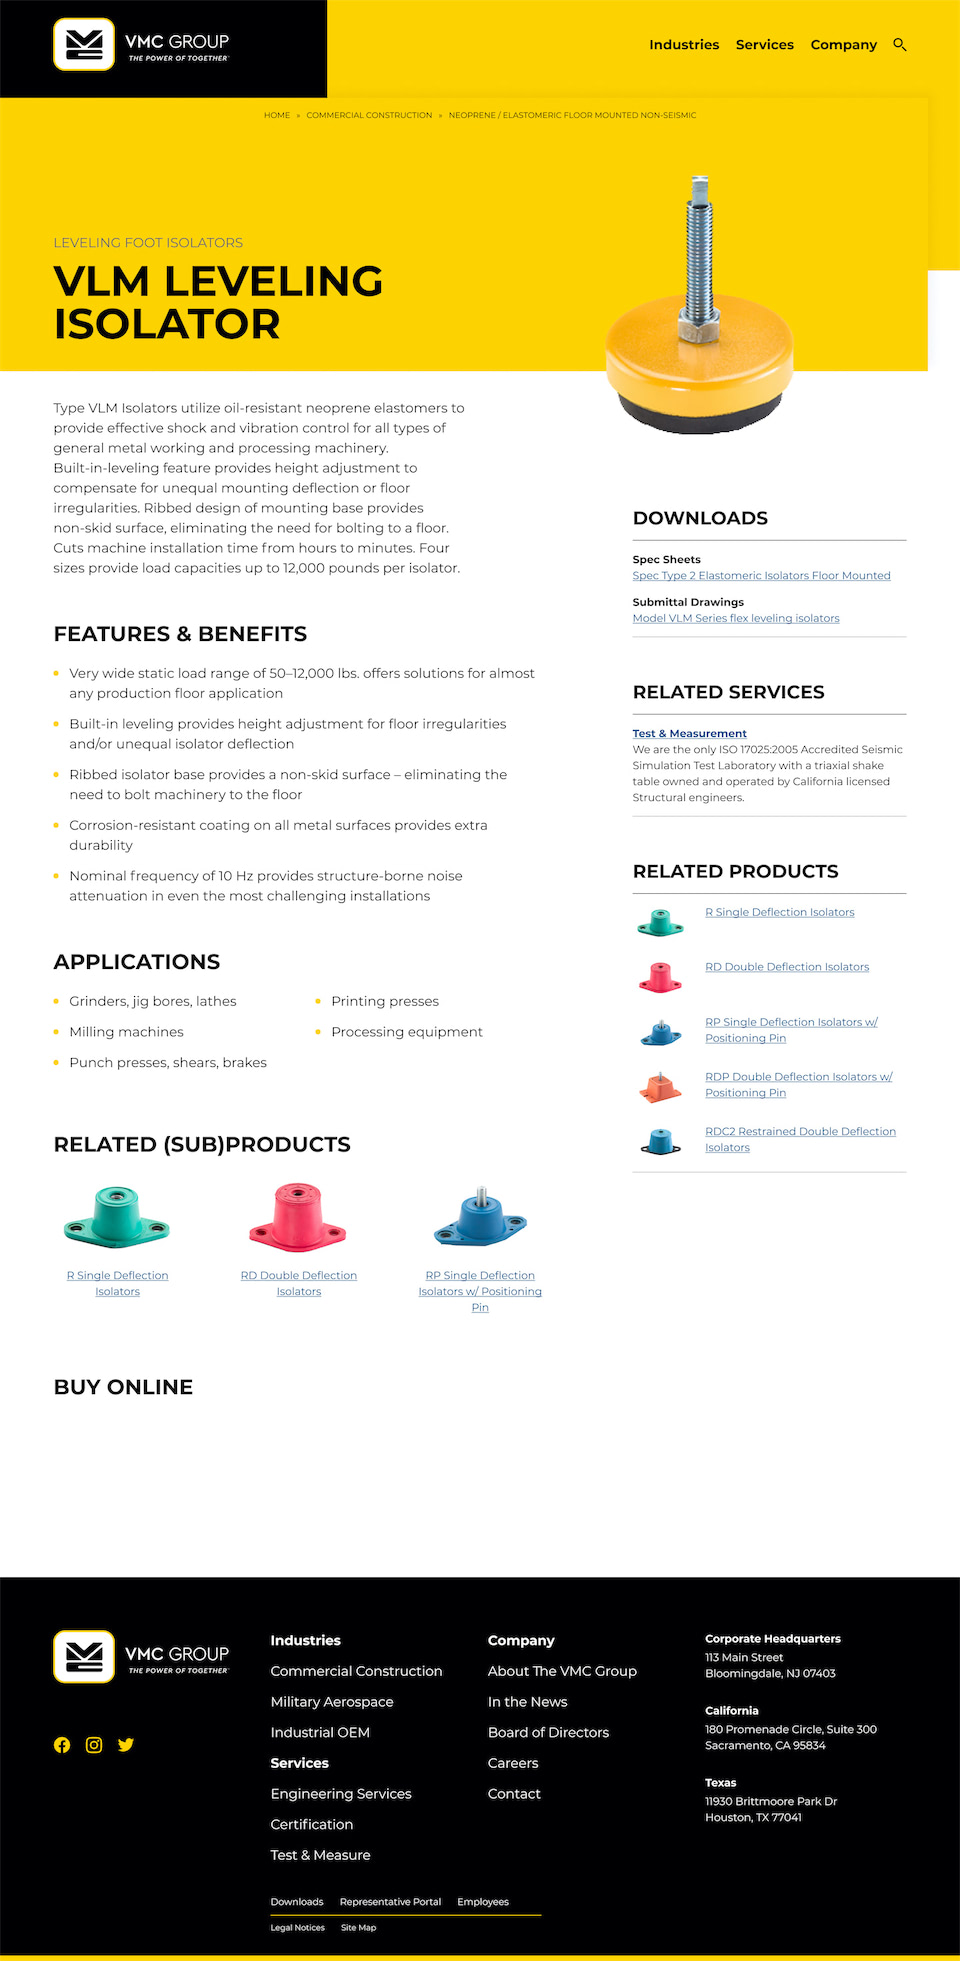 VMC GROUP
THE POWER OF TOGETHER
Industries Services Company
HOME » COMMERCIAL CONSTRUCTION » NEOPRENE / ELASTOMERIC FLOOR MOUNTED NON-SEISMIC
LEVELING FOOT ISOLATORS
VLM LEVELING
ISOLATOR
Type VLM Isolators utilize oil-resistant neoprene elastomers to
provide effective shock and vibration control for all types of
general metal working and processing machinery.
Built-in-leveling feature provides height adjustment to
compensate for unequal mounting deflection or floor
irregularities. Ribbed design of mounting base provides
non-skid surface, eliminating the need for bolting to a floor.
Cuts machine installation time from hours to minutes. Four
sizes provide load capacities up to 12,000 pounds per isolator.
FEATURES & BENEFITS
Very wide static load range of 50–12,000 lbs. offers solutions for almost
any production floor application
Built-in leveling provides height adjustment for floor irregularities
and/or unequal isolator deflection
Ribbed isolator base provides a non-skid surface – eliminating the
need to bolt machinery to the floor
Corrosion-resistant coating on all metal surfaces provides extra
durability
Nominal frequency of 10 Hz provides structure-borne noise
attenuation in even the most challenging installations
APPLICATIONS
Grinders, jig bores, lathes
Milling machines
Punch presses, shears, brakes
Printing presses
Processing equipment
RELATED (SUB)PRODUCTS
R Single Deflection
Isolators
RD Double Deflection
Isolators
RP Single Deflection
Isolators w/ Positioning
Pin
BUY ONLINE
DOWNLOADS
Spec Sheets
Spec Type 2 Elastomeric Isolators Floor Mounted
Submittal Drawings
Model VLM Series flex leveling isolators
RELATED SERVICES
Test & Measurement
We are the only ISO 17025:2005 Accredited Seismic
Simulation Test Laboratory with a triaxial shake
table owned and operated by California licensed
Structural engineers.
RELATED PRODUCTS
R Single Deflection Isolators
RD Double Deflection Isolators
RP Single Deflection Isolators w/
Positioning Pin
RDP Double Deflection Isolators w/
Positioning Pin
RDC2 Restrained Double Deflection
Isolators
VMC GROUP
THE POWER OF TOGETHER
Industries
Commercial Construction
Military Aerospace
Industrial OEM
Services
Engineering Services
Certification
Test & Measure
Company
About The VMC Group
In the News
Board of Directors
Careers
Contact
Corporate Headquarters
113 Main Street
Bloomingdale, NJ 07403
California
180 Promenade Circle, Suite 300
Sacramento, CA 95834
Texas
11930 Brittmoore Park Dr
Houston, TX 77041
Downloads Representative Portal Employees
Legal Notices Site Map